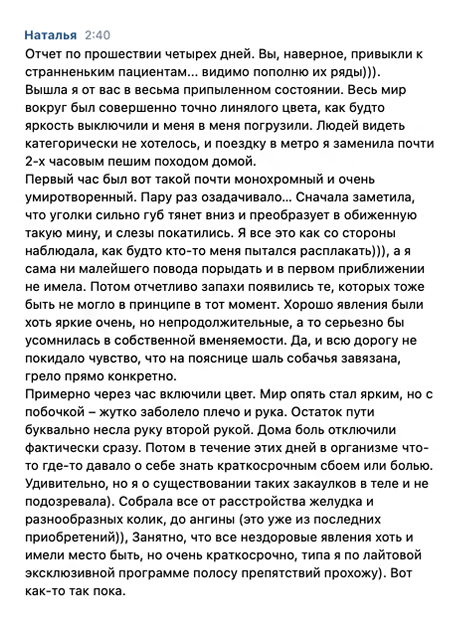 Наталья 2:40
Отчет по прошествии четырех дней. Вы, наверное, привыкли к
странненьким пациентам... видимо пополню их ряды))).
Вышла я от вас в весьма припыленном состоянии. Весь мир
вокруг был совершенно точно линялого цвета, как будто
яркость выключили и меня в меня погрузили. Людей видеть
категорически не хотелось, и поездку в метро я заменила почти
2-х часовым пешим походом домой.
Первый час был вот такой почти монохромный и очень
умиротворенный. Пару раз озадачивало... Сначала заметила,
что уголки сильно губ тянет вниз и преобразует в обиженную
такую мину, и слезы покатились. Я все это как со стороны
наблюдала, как будто кто-то меня пытался расплакать))), а я
сама ни малейшего повода порыдать и в первом приближении
не имела. Потом отчетливо запахи появились те, которых тоже
быть не могло в принципе в тот момент. Хорошо явления были
хоть яркие очень, но непродолжительные, а то серьезно бы
усомнилась в собственной вменяемости. Да, и всю дорогу не
покидало чувство, что на пояснице шаль собачья завязана,
грело прямо конкретно.
Примерно через час включили цвет. Мир опять стал ярким, но с
побочкой – жутко заболело плечо и рука. Остаток пути
буквально несла руку второй рукой. Дома боль отключили
фактически сразу. Потом в течение этих дней в организме что-
то где-то давало о себе знать краткосрочным сбоем или болью.
Удивительно, но я о существовании таких закаулков в теле и не
подозревала). Собрала все от расстройства желудка и
разнообразных колик, до ангины (это уже из последних
приобретений)), Занятно, что все нездоровые явления хоть и
имели место быть, но очень краткосрочно, типа я по лайтовой
эксклюзивной программе полосу препятствий прохожу). Вот
как-то так пока.